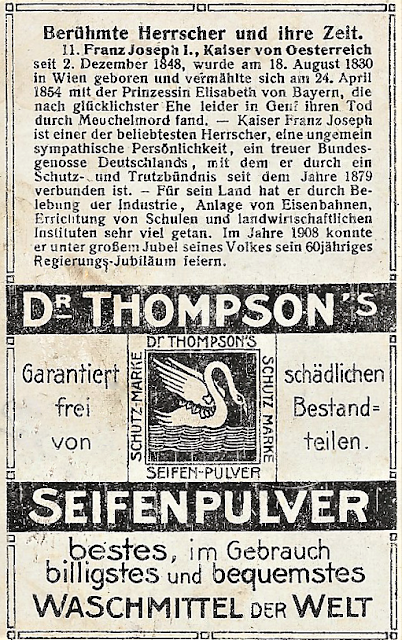 Berühmte Herrscher und ihre Zeit.
11. Franz Joseph I., Kaiser von Oesterreich
seit 2. Dezember 1848, wurde am 18. August 1830
in Wien geboren und vermählte sich am 24. April
1854 mit der Prinzessin Elisabeth von Bayern, die
nach glücklichster Ehe leider in Genf ihren Tod
durch Meuchelmord fand. — Kaiser Franz Joseph
ist einer der beliebtesten Herrscher, eine ungemein
sympathische Persönlichkeit, ein treuer Bundes-
genosse Deutschlands, mit dem er durch ein
Schutz- und Trutzbündnis seit dem Jahre 1879
verbunden ist. — Für sein Land hat er durch Be-
lebung der Industrie, Anlage von Eisenbahnen,
Errichtung von Schulen und landwirtschaftlichen
Instituten sehr viel getan. Im Jahre 1908 konnte
er unter großem Jubel seines Volkes sein 60jähriges
Regierungs-Jubiläum feiern.
DR THOMPSON'S
Garantiert
frei
von
Dr THOMPSON'S
SCHUTZ-MARKE
SCHUTZ MARKE
SEIFEN-PULVER
schädlichen
Bestand=
teilen.
SEIFENPULVER
bestes, im Gebrauch
billigstes und bequemstes
WASCHMITTEL DER WELT